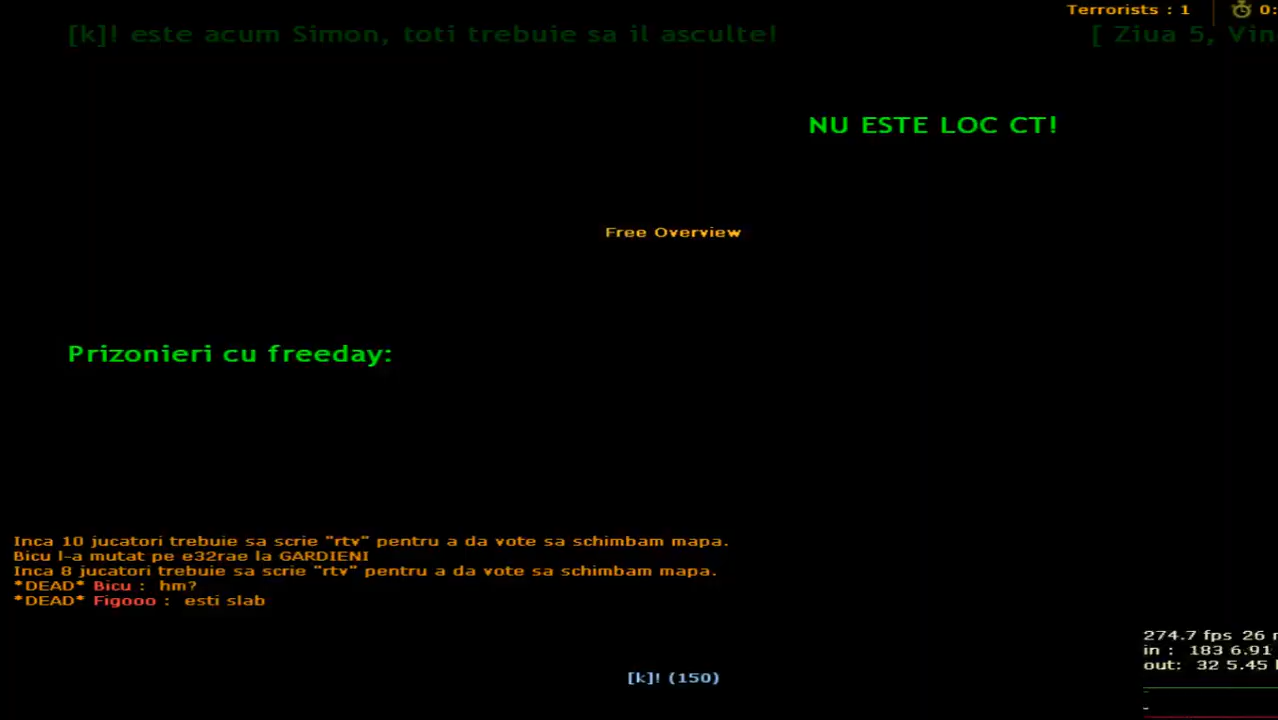 Terrorists : 1
0:
[k]! este acum Simon, toti trebuie sa il asculte!
[ Ziua 5, Vin
NU ESTE LOC CT!
Free Overview
Prizonieri cu freeday:
Inca 10 jucatori trebuie sa scrie "rtv" pentru a da vote sa schimbam mapa.
Bicu l-a mutat pe e32rae la GARDIENI
Inca 8 jucatori trebuie sa scrie "rtv" pentru a da vote sa schimbam mapa.
*DEAD* Bicu :  hm?
*DEAD* Figooo :  esti slab
274.7 fps 26
in :  183 6.91
out:  32 5.45
[k]! (150)